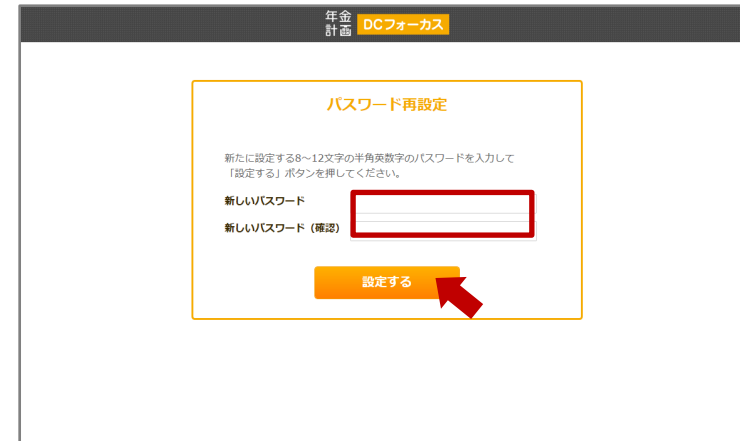 年金
計画 DCフォーカス
パスワード再設定
新たに設定する8～12文字の半角英数字のパスワードを入力して
「設定する」ボタンを押してください。
新しいパスワード
新しいパスワード（確認）
設定する